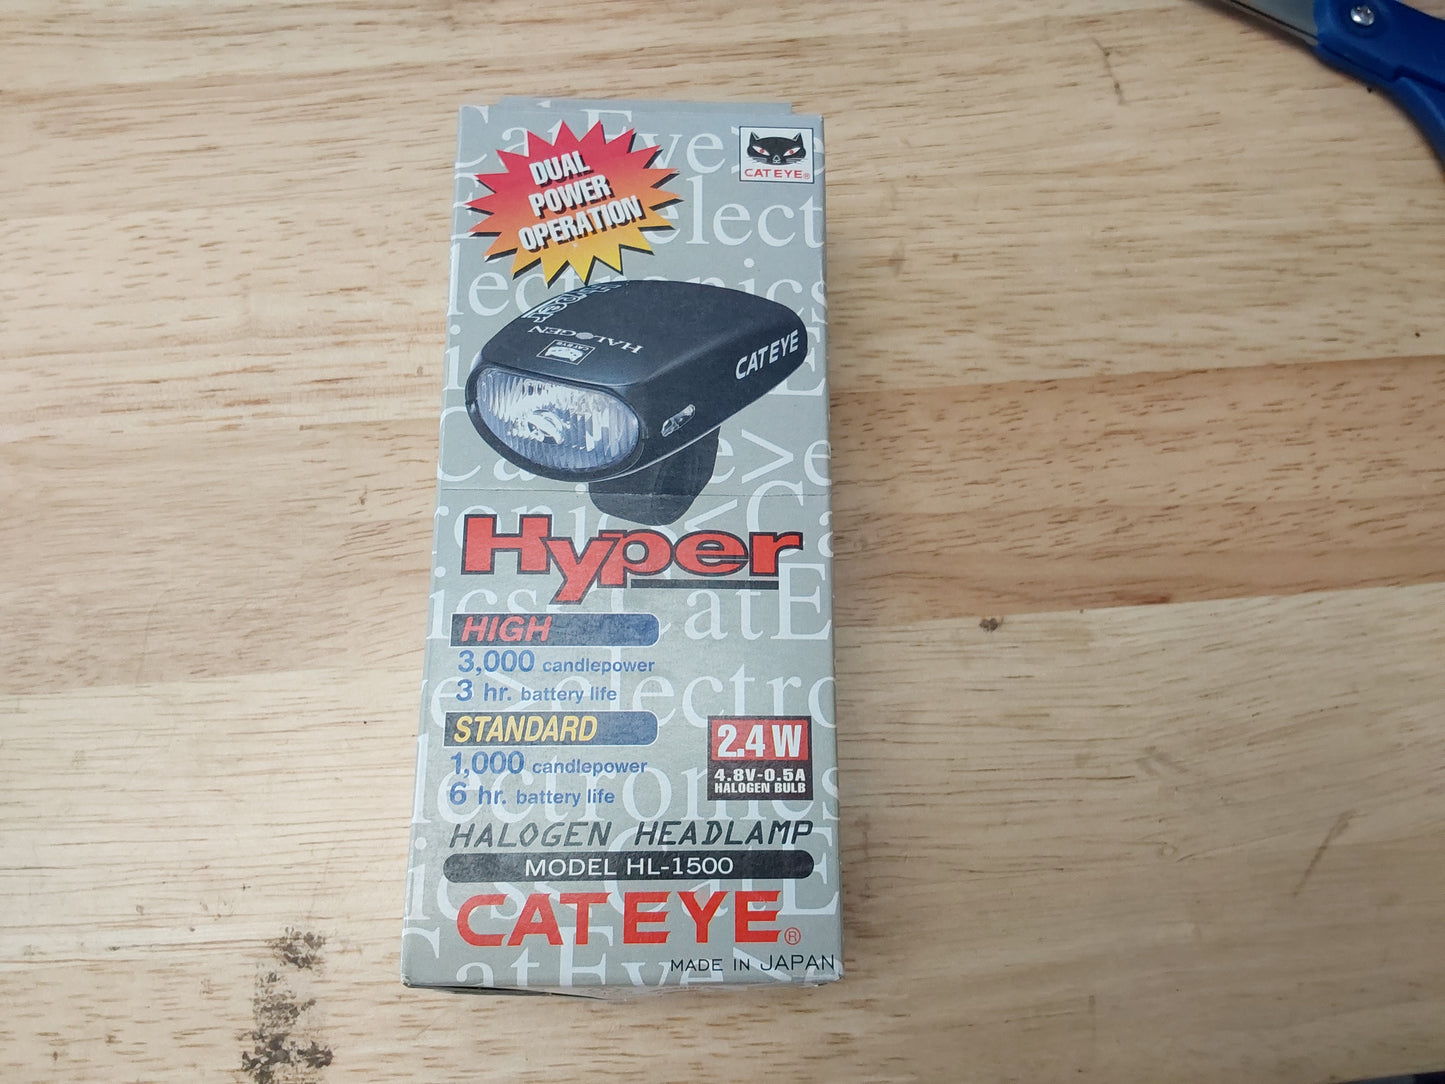 DUAL
POWER
OPERATION
CATEYE®
HALOGEN
CATEYE
CATEYE
Hyper
HIGH
3,000 candlepower
3 hr. battery life
STANDARD
1,000 candlepower
6 hr. battery life
2.4 W
4.8V-0.5A
HALOGEN BULB
HALOGEN HEADLAMP
MODEL HL-1500
CATEYE®
MADE IN JAPAN